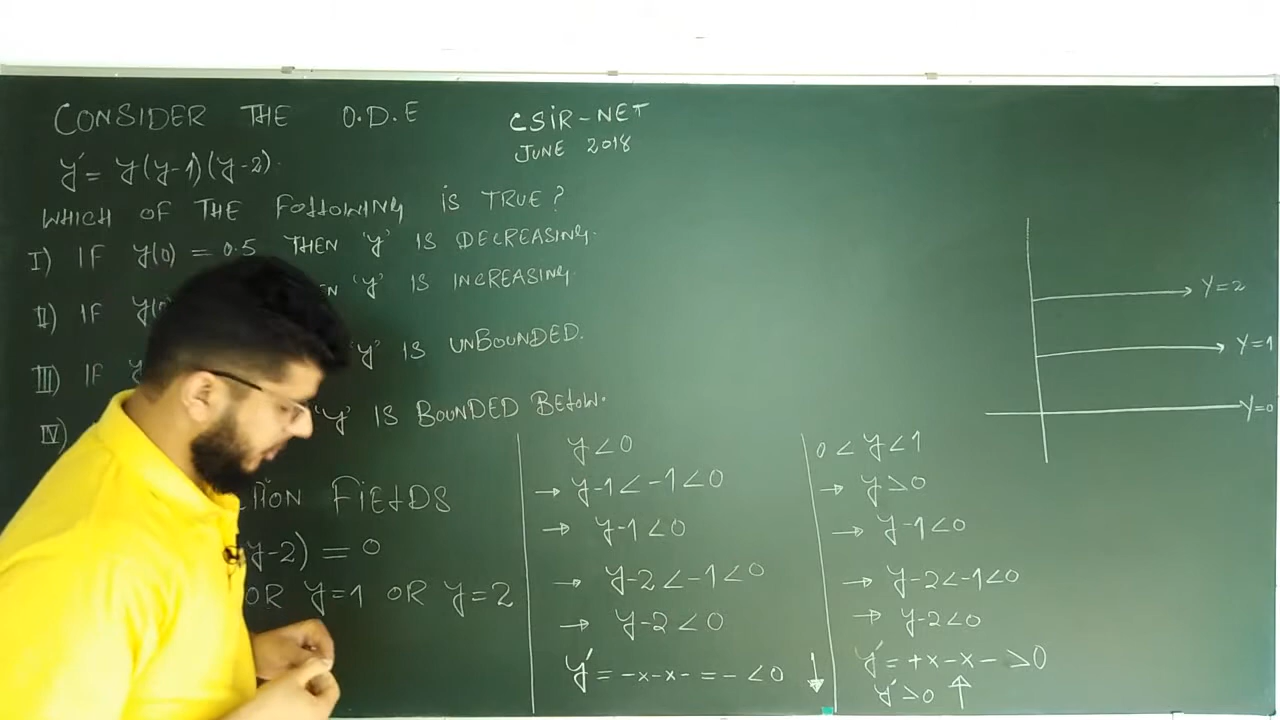 CONSIDER THE O.D.E
y' = y(y-1)(y-2).
WHICH OF THE FOLLOWING IS TRUE?
I) IF y(0) = 0.5 THEN 'y' IS DECREASING.
II) IF y(0 'y' IS INCREASING.
III) IF 'y' IS UNBOUNDED.
IV) 'y' IS BOUNDED BELOW.
CSIR-NET
JUNE 2018
FIELDS
y-2) = 0
OR y=1 OR y=2
y<0
→ y-1<-1<0
→ y-1<0
→ y-2<-1<0
→ y-2<0
y' = -x-x- = - <0 ↓
0<y<1
→ y>0
→ y-1<0
→ y-2<-1<0
→ y-2<0
y' = +x-x- >0
y'>0 ↑
y=2
y=1
y=0